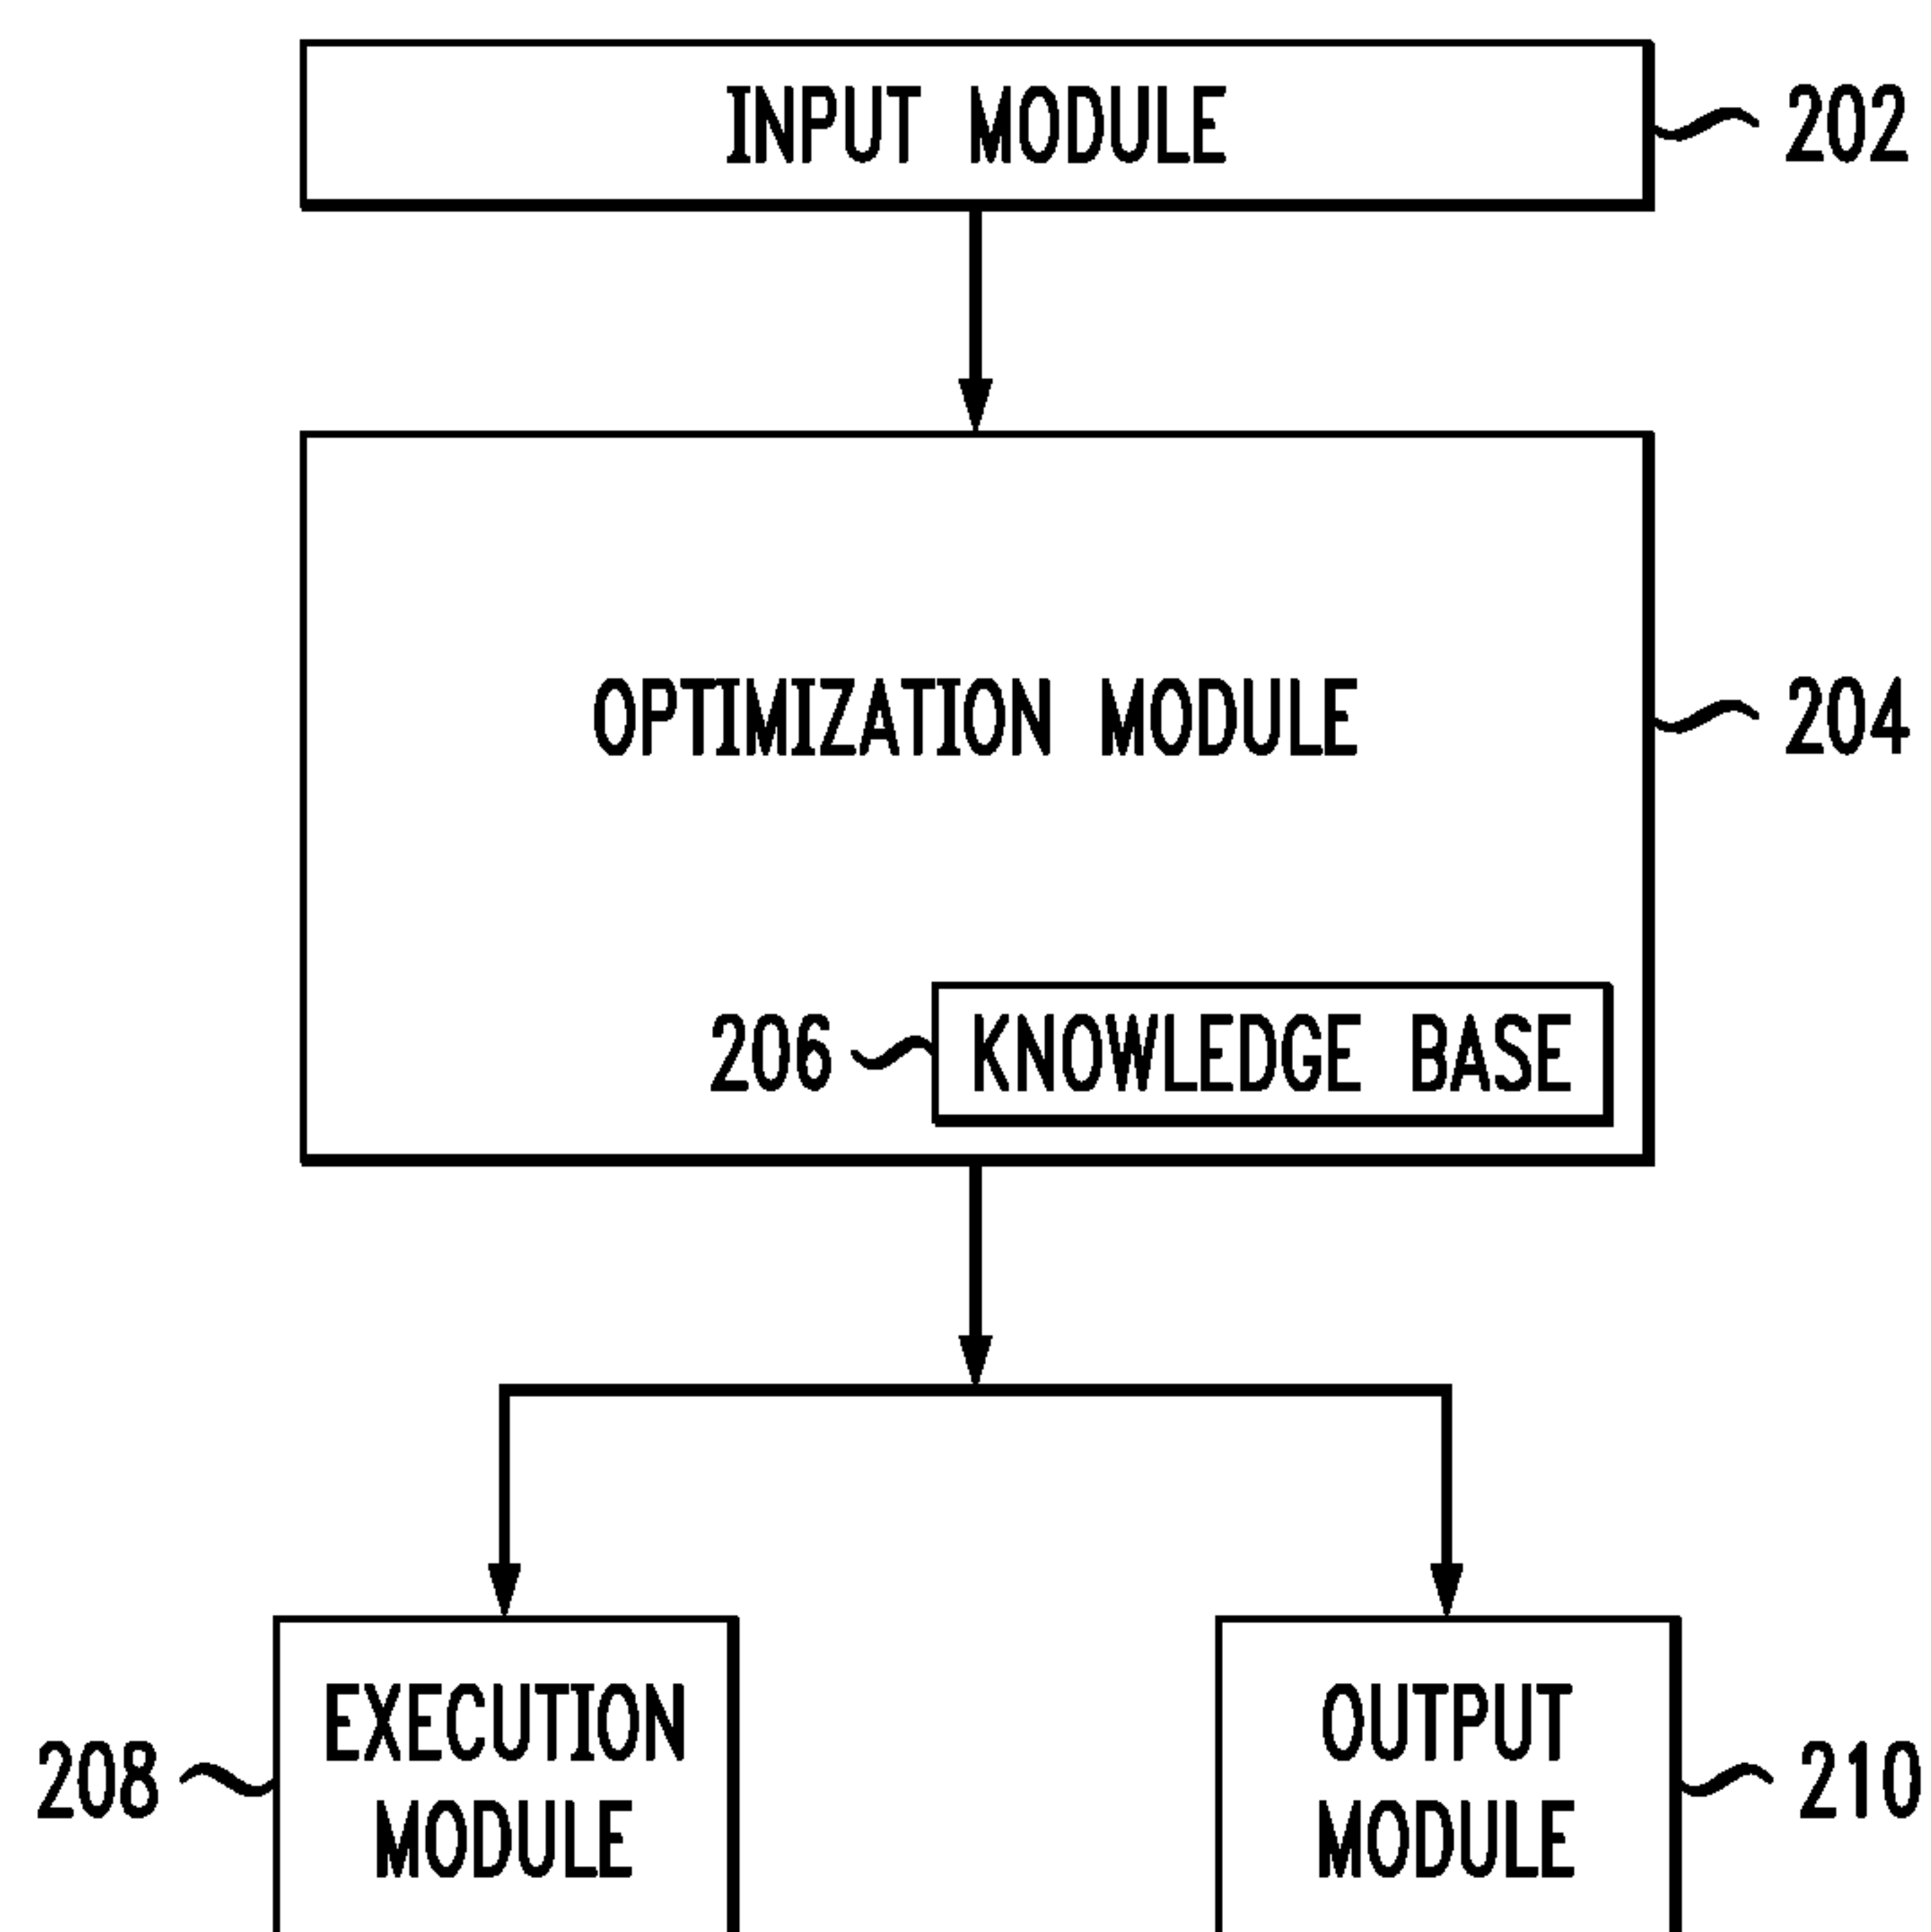 INPUT MODULE
202
OPTIMIZATION MODULE
204
206
KNOWLEDGE BASE
EXECUTION
MODULE
208
OUTPUT
MODULE
210